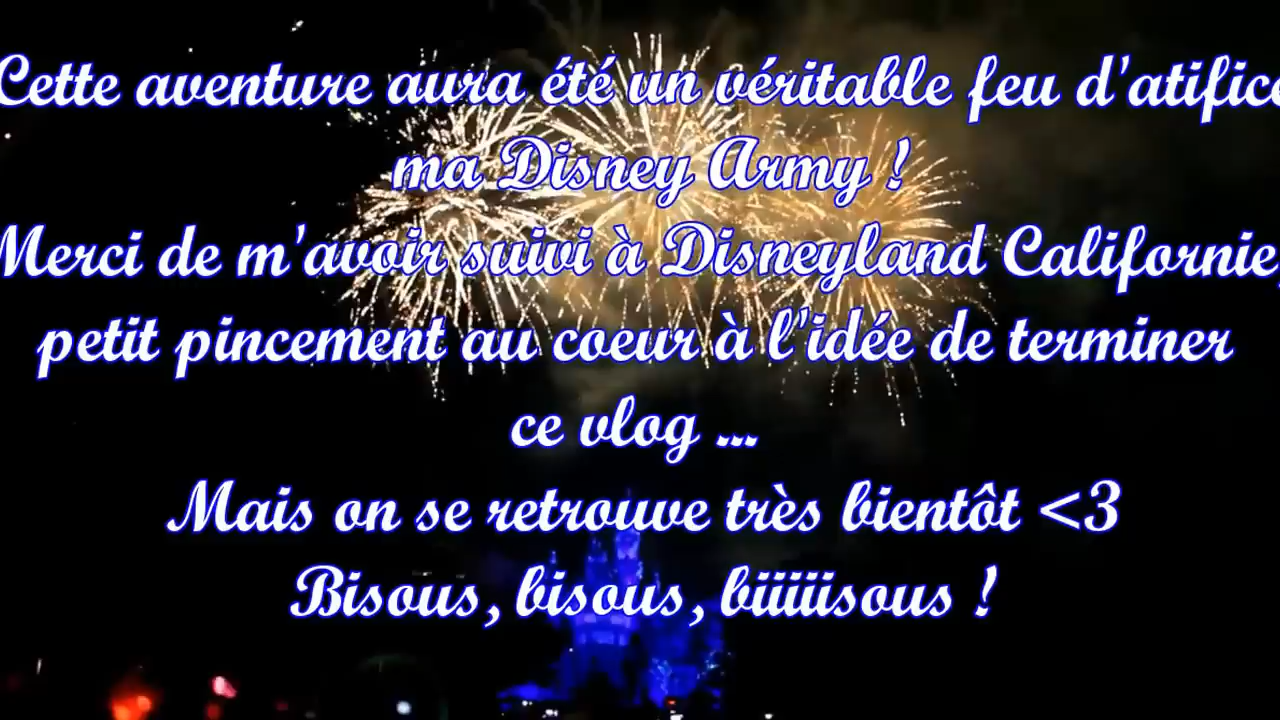 Cette aventure aura été un véritable feu d'atifice
ma Disney Army !
Merci de m'avoir suivi à Disneyland Californie,
petit pincement au coeur à l'idée de terminer
ce vlog ...
Mais on se retrouve très bientôt <3
Bisous, bisous, biiiiisous !